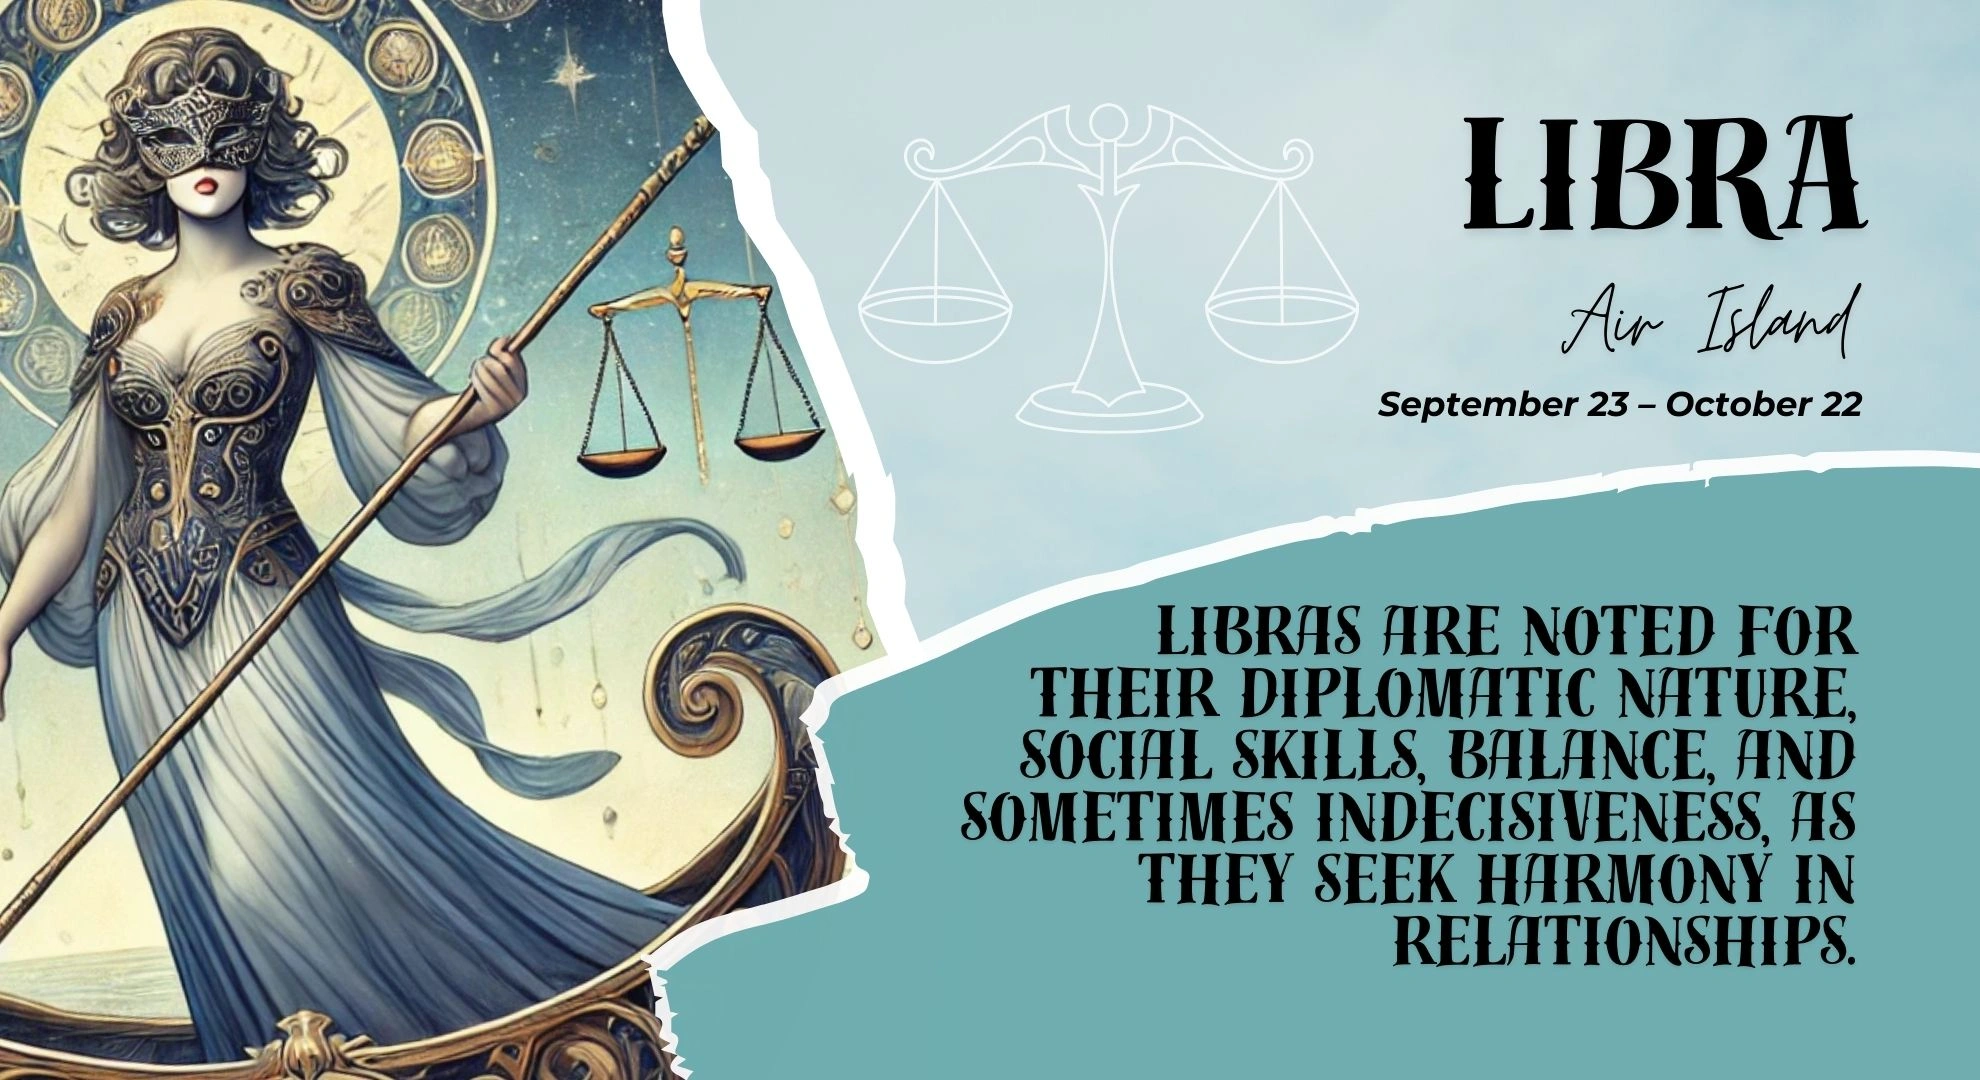 LIBRA
Air Island
September 23 – October 22
LIBRAS ARE NOTED FOR
THEIR DIPLOMATIC NATURE,
SOCIAL SKILLS, BALANCE, AND
SOMETIMES INDECISIVENESS, AS
THEY SEEK HARMONY IN
RELATIONSHIPS.